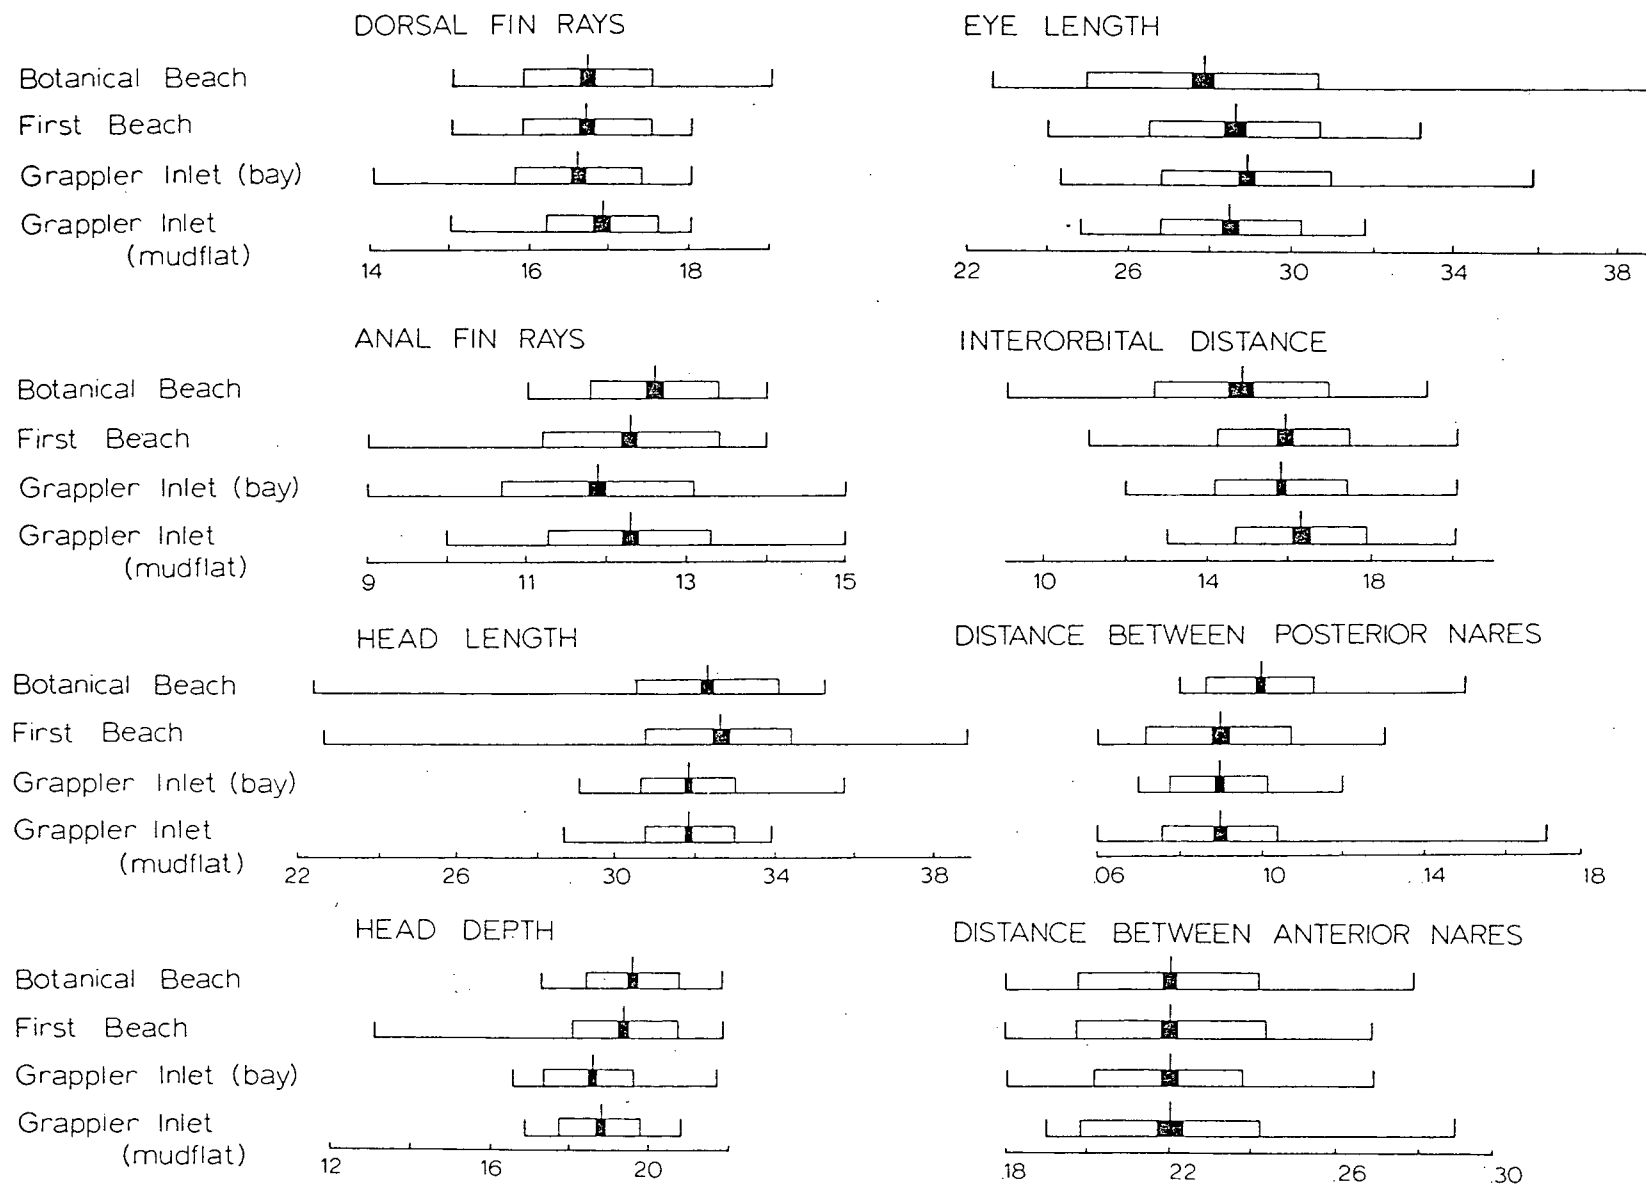 DORSAL FIN RAYS
Botanical Beach
First Beach
Grappler Inlet (bay)
Grappler Inlet
(mudflat)
14 16 18
EYE LENGTH
22 26 30 34 38
ANAL FIN RAYS
Botanical Beach
First Beach
Grappler Inlet (bay)
Grappler Inlet
(mudflat)
9 11 13 15
INTERORBITAL DISTANCE
10 14 18
HEAD LENGTH
Botanical Beach
First Beach
Grappler Inlet (bay)
Grappler Inlet
(mudflat)
22 26 30 34 38
DISTANCE BETWEEN POSTERIOR NARES
.06 .10 .14 .18
HEAD DEPTH
Botanical Beach
First Beach
Grappler Inlet (bay)
Grappler Inlet
(mudflat)
12 16 20
DISTANCE BETWEEN ANTERIOR NARES
.18 .22 .26 .30